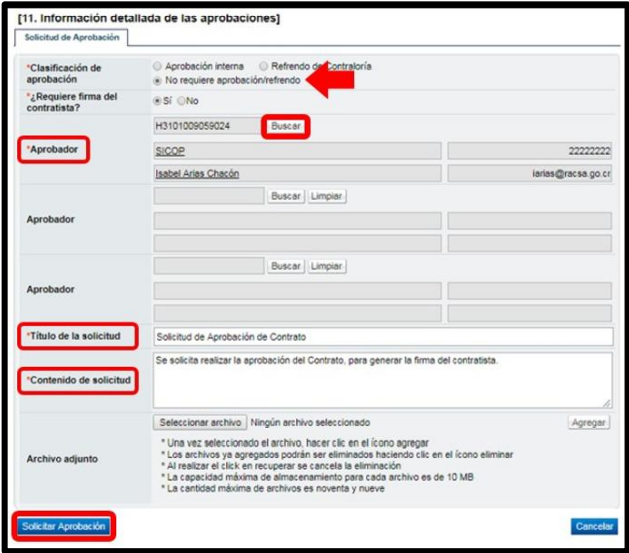 [11. Información detallada de las aprobaciones]
Solicitud de Aprobación
*Clasificación de aprobación
Aprobación interna Refrendo de Contraloría
No requiere aprobación/refrendo
*¿Requiere firma del contratista?
Sí No
*Aprobador
H3101009059024 Buscar
SICOP 22222222
Isabel Arias Chacón iarias@racsa.go.cr
Aprobador
Buscar Limpiar
Aprobador
Buscar Limpiar
*Título de la solicitud
Solicitud de Aprobación de Contrato
*Contenido de solicitud
Se solicita realizar la aprobación del Contrato, para generar la firma del contratista.
Archivo adjunto
Seleccionar archivo Ningún archivo seleccionado Agregar
* Una vez seleccionado el archivo, hacer clic en el ícono agregar
* Los archivos ya agregados podrán ser eliminados haciendo clic en el ícono eliminar
* Al realizar el click en recuperar se cancela la eliminación
* La capacidad máxima de almacenamiento para cada archivo es de 10 MB
* La cantidad máxima de archivos es noventa y nueve
Solicitar Aprobación Cancelar